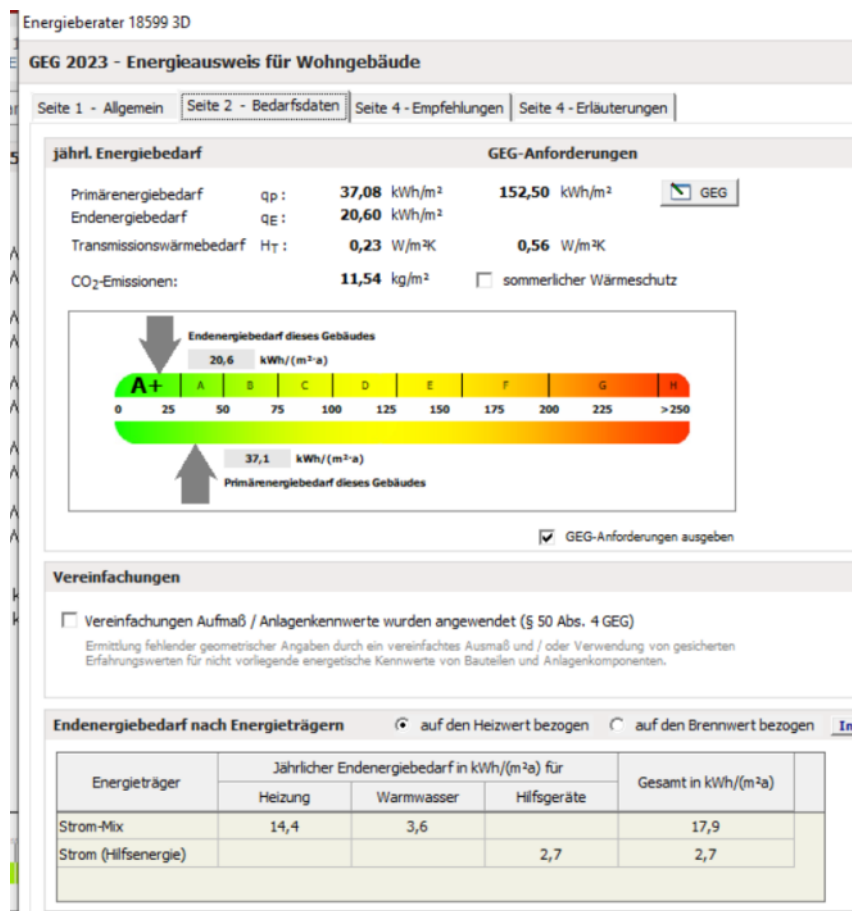 Energieberater 18599 3D
GEG 2023 - Energieausweis für Wohngebäude
Seite 1 - Allgemein Seite 2 - Bedarfsdaten Seite 4 - Empfehlungen Seite 4 - Erläuterungen
jährl. Energiebedarf GEG-Anforderungen
Primärenergiebedarf qP : 37,08 kWh/m² 152,50 kWh/m² GEG
Endenergiebedarf qE : 20,60 kWh/m²
Transmissionswärmebedarf HT : 0,23 W/m²K 0,56 W/m²K
CO2-Emissionen: 11,54 kg/m² sommerlicher Wärmeschutz
Endenergiebedarf dieses Gebäudes
20,6 kWh/(m²·a)
A+ A B C D E F G H
0 25 50 75 100 125 150 175 200 225 >250
37,1 kWh/(m²·a)
Primärenergiebedarf dieses Gebäudes
GEG-Anforderungen ausgeben
Vereinfachungen
Vereinfachungen Aufmaß / Anlagenkennwerte wurden angewendet (§ 50 Abs. 4 GEG)
Ermittlung fehlender geometrischer Angaben durch ein vereinfachtes Ausmaß und / oder Verwendung von gesicherten
Erfahrungswerten für nicht vorliegende energetische Kennwerte von Bauteilen und Anlagenkomponenten.
Endenergiebedarf nach Energieträgern auf den Heizwert bezogen auf den Brennwert bezogen
Energieträger Jährlicher Endenergiebedarf in kWh/(m²a) für Gesamt in kWh/(m²a)
Heizung Warmwasser Hilfsgeräte
Strom-Mix 14,4 3,6 17,9
Strom (Hilfsenergie) 2,7 2,7